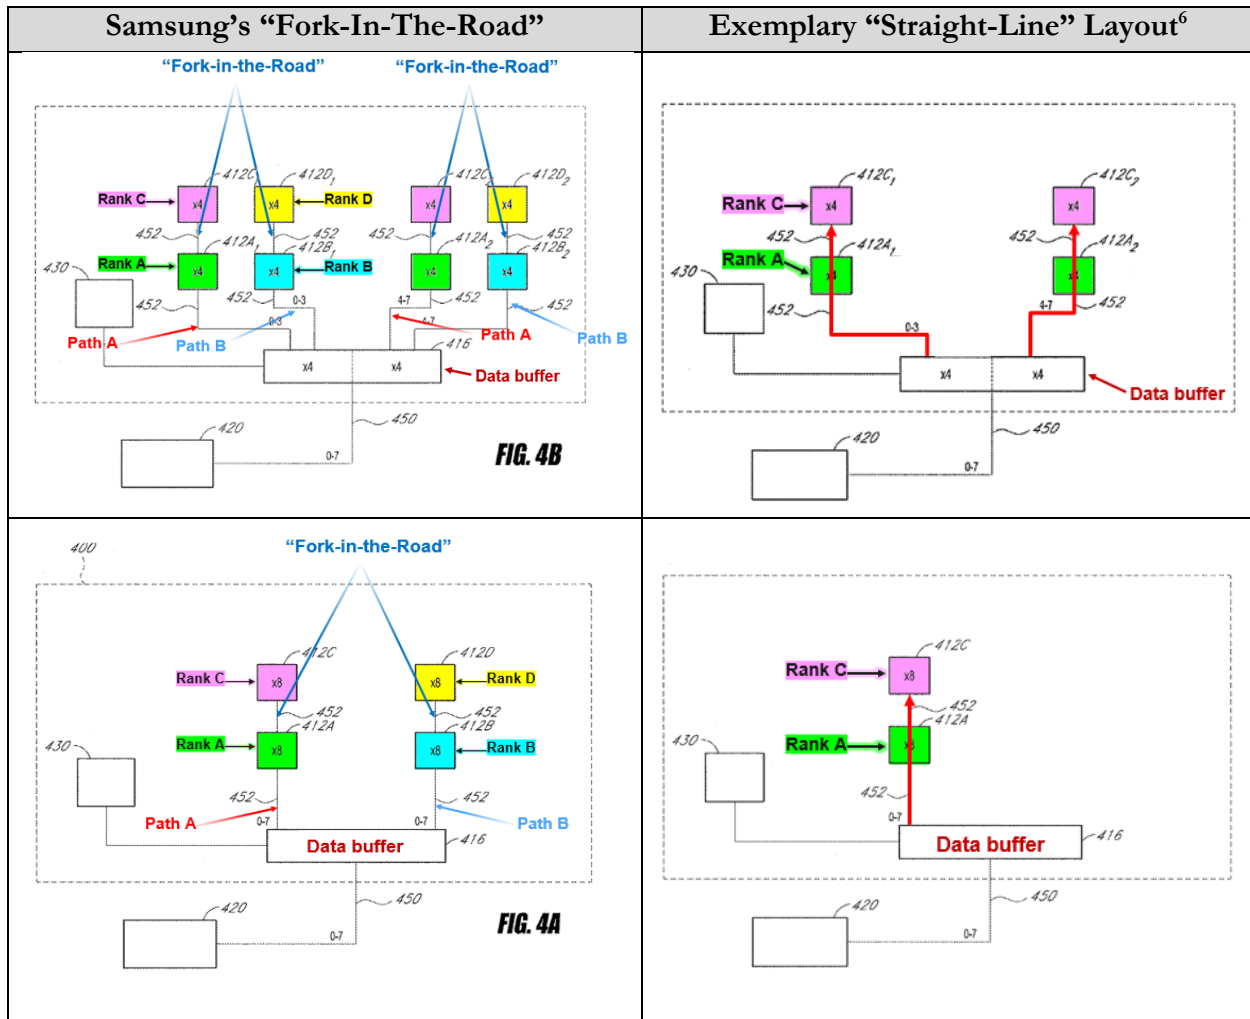 Samsung's "Fork-In-The-Road"
Exemplary "Straight-Line" Layout6
"Fork-in-the-Road" "Fork-in-the-Road"
412C1 412D1 412C2 412D2
Rank C x4 x4 Rank D x4 x4
452 452 452 452
412A1 412B1 412A2 412B2
430 Rank A x4 x4 Rank B x4 x4
452 452 0-3 4-7 452 452
Path A Path B 0-3 4-7 Path A Path B
416
x4 x4 Data buffer
450
420
0-7
FIG. 4B
412C1 412C2
Rank C x4 x4
452 452
412A1 412A2
Rank A x4 x4
430
452 4-7 452
0-3
x4 x4
Data buffer
450
420
0-7
400 "Fork-in-the-Road"
412C 412D
Rank C x8 x8 Rank D
452 452
412A 412B
430 Rank A x8 x8 Rank B
452 452
Path A 0-7 0-7 Path B
Data buffer 416
450
420
0-7
FIG. 4A
412C
Rank C x8
452
412A
430 Rank A x8
452
0-7
Data buffer 416
450
420
0-7